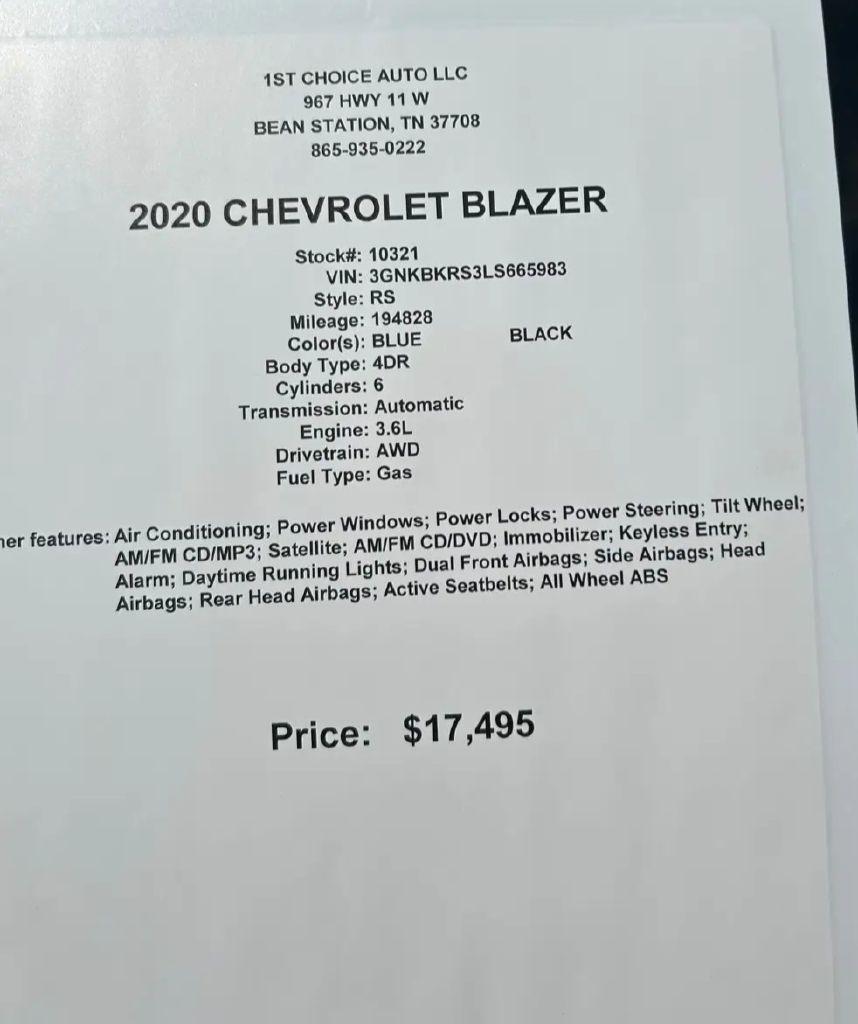 1ST CHOICE AUTO LLC
967 HWY 11 W
BEAN STATION, TN 37708
865-935-0222
2020 CHEVROLET BLAZER
Stock#: 10321
VIN: 3GNKBKRS3LS665983
Style: RS
Mileage: 194828
Color(s): BLUE BLACK
Body Type: 4DR
Cylinders: 6
Transmission: Automatic
Engine: 3.6L
Drivetrain: AWD
Fuel Type: Gas
her features: Air Conditioning; Power Windows; Power Locks; Power Steering; Tilt Wheel;
AM/FM CD/MP3; Satellite; AM/FM CD/DVD; Immobilizer; Keyless Entry;
Alarm; Daytime Running Lights; Dual Front Airbags; Side Airbags; Head
Airbags; Rear Head Airbags; Active Seatbelts; All Wheel ABS
Price: $17,495